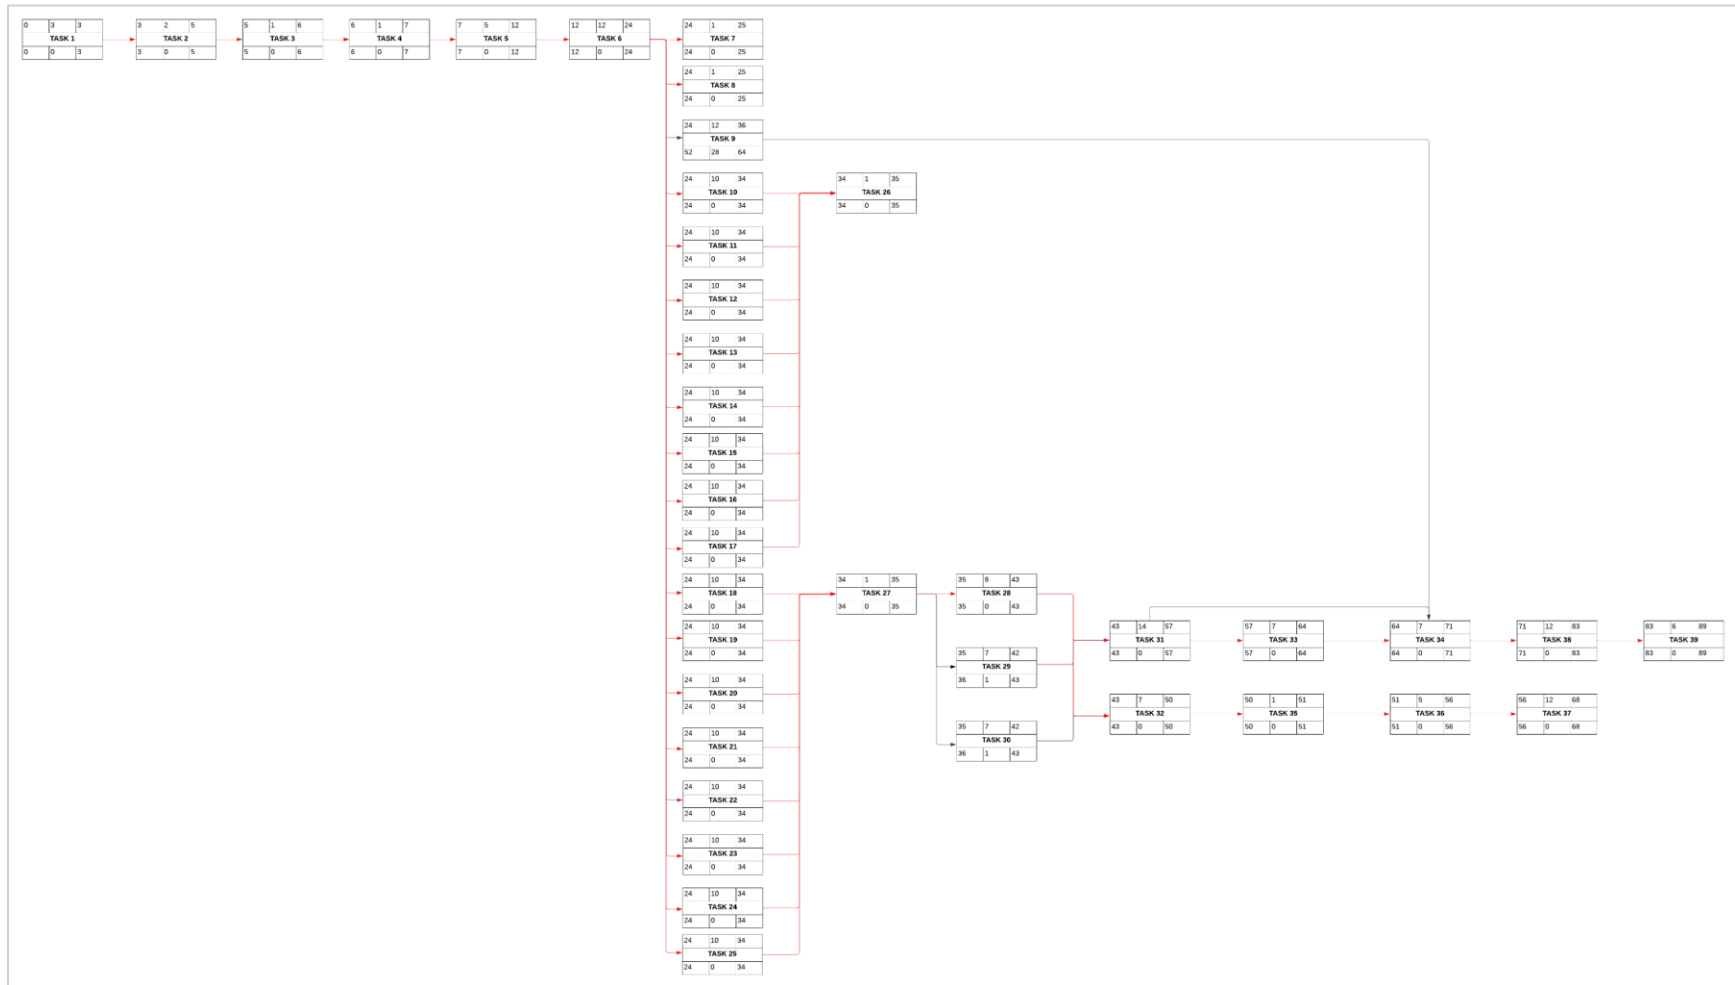 0 3 3
TASK 1
0 0 3
3 2 5
TASK 2
3 0 5
5 1 6
TASK 3
5 0 6
6 1 7
TASK 4
6 0 7
7 5 12
TASK 5
7 0 12
12 12 24
TASK 6
12 0 24
24 1 25
TASK 7
24 0 25
24 1 25
TASK 8
24 0 25
24 12 36
TASK 9
52 28 64
24 10 34
TASK 10
24 0 34
34 1 35
TASK 26
34 0 35
24 10 34
TASK 11
24 0 34
24 10 34
TASK 12
24 0 34
24 10 34
TASK 13
24 0 34
24 10 34
TASK 14
24 0 34
24 10 34
TASK 15
24 0 34
24 10 34
TASK 16
24 0 34
24 10 34
TASK 17
24 0 34
24 10 34
TASK 18
24 0 34
34 1 35
TASK 27
34 0 35
35 8 43
TASK 28
35 0 43
24 10 34
TASK 19
24 0 34
35 7 42
TASK 29
36 1 43
43 14 57
TASK 31
43 0 57
57 7 64
TASK 33
57 0 64
64 7 71
TASK 34
64 0 71
71 12 83
TASK 38
71 0 83
83 6 89
TASK 39
83 0 89
24 10 34
TASK 20
24 0 34
35 7 42
TASK 30
36 1 43
43 7 50
TASK 32
43 0 50
50 1 51
TASK 35
50 0 51
51 5 56
TASK 36
51 0 56
56 12 68
TASK 37
56 0 68
24 10 34
TASK 21
24 0 34
24 10 34
TASK 22
24 0 34
24 10 34
TASK 23
24 0 34
24 10 34
TASK 24
24 0 34
24 10 34
TASK 25
24 0 34